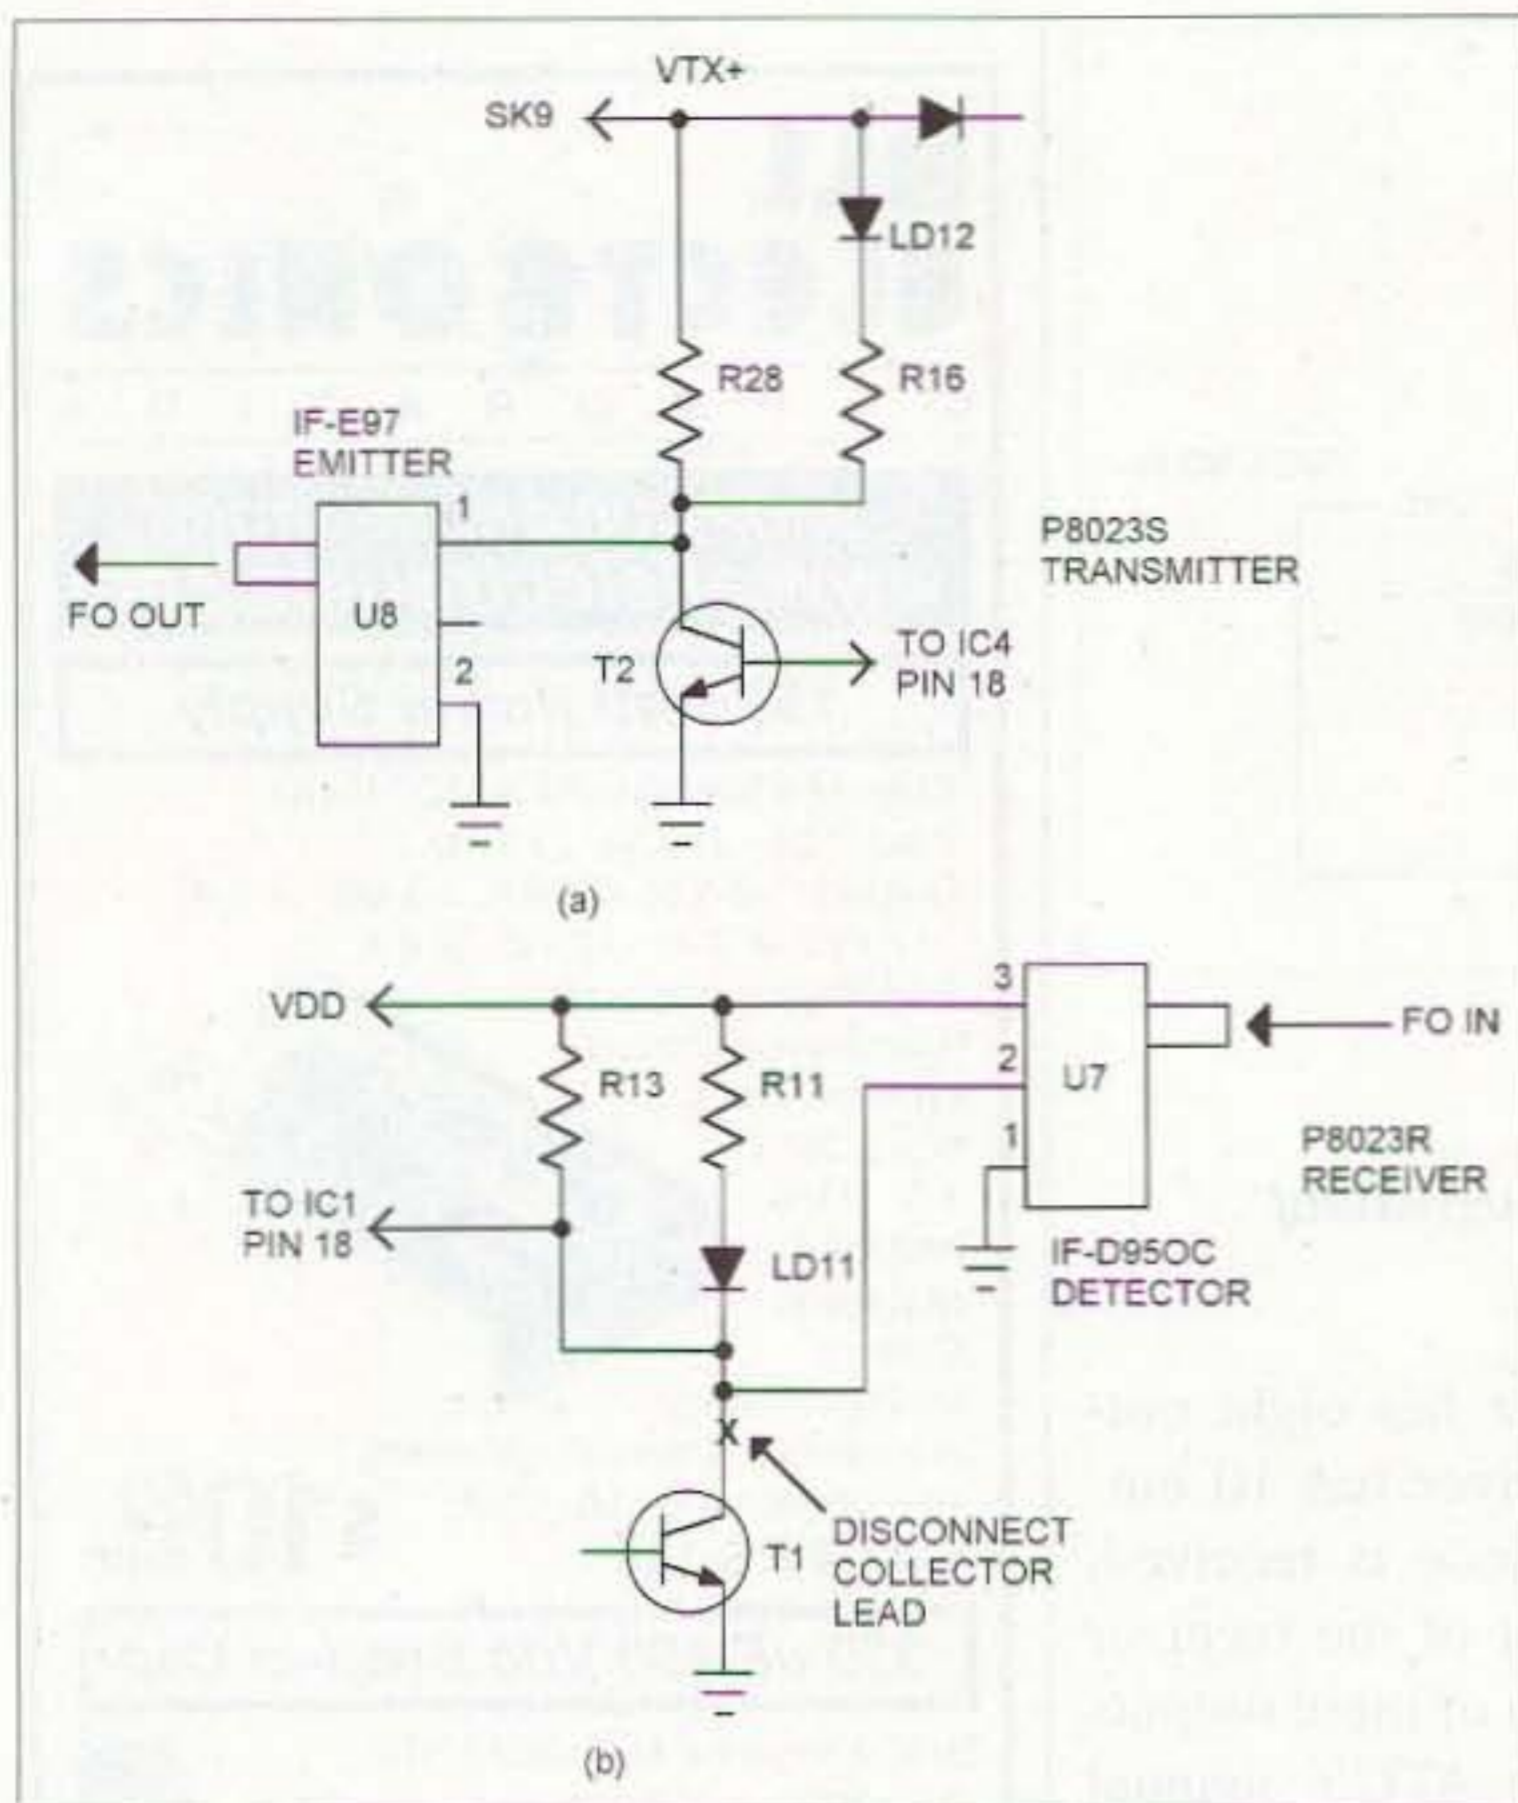 VTX+
SK9
LD12
R28
R16
IF-E97
EMITTER
1
P8023S
TRANSMITTER
FO OUT
U8
T2
TO IC4
PIN 18
2
(a)
3
VDD
FO IN
2
R13
R11
U7
1
P8023R
RECEIVER
TO IC1
PIN 18
LD11
IF-D95OC
DETECTOR
X
DISCONNECT
COLLECTOR
LEAD
T1
(b)